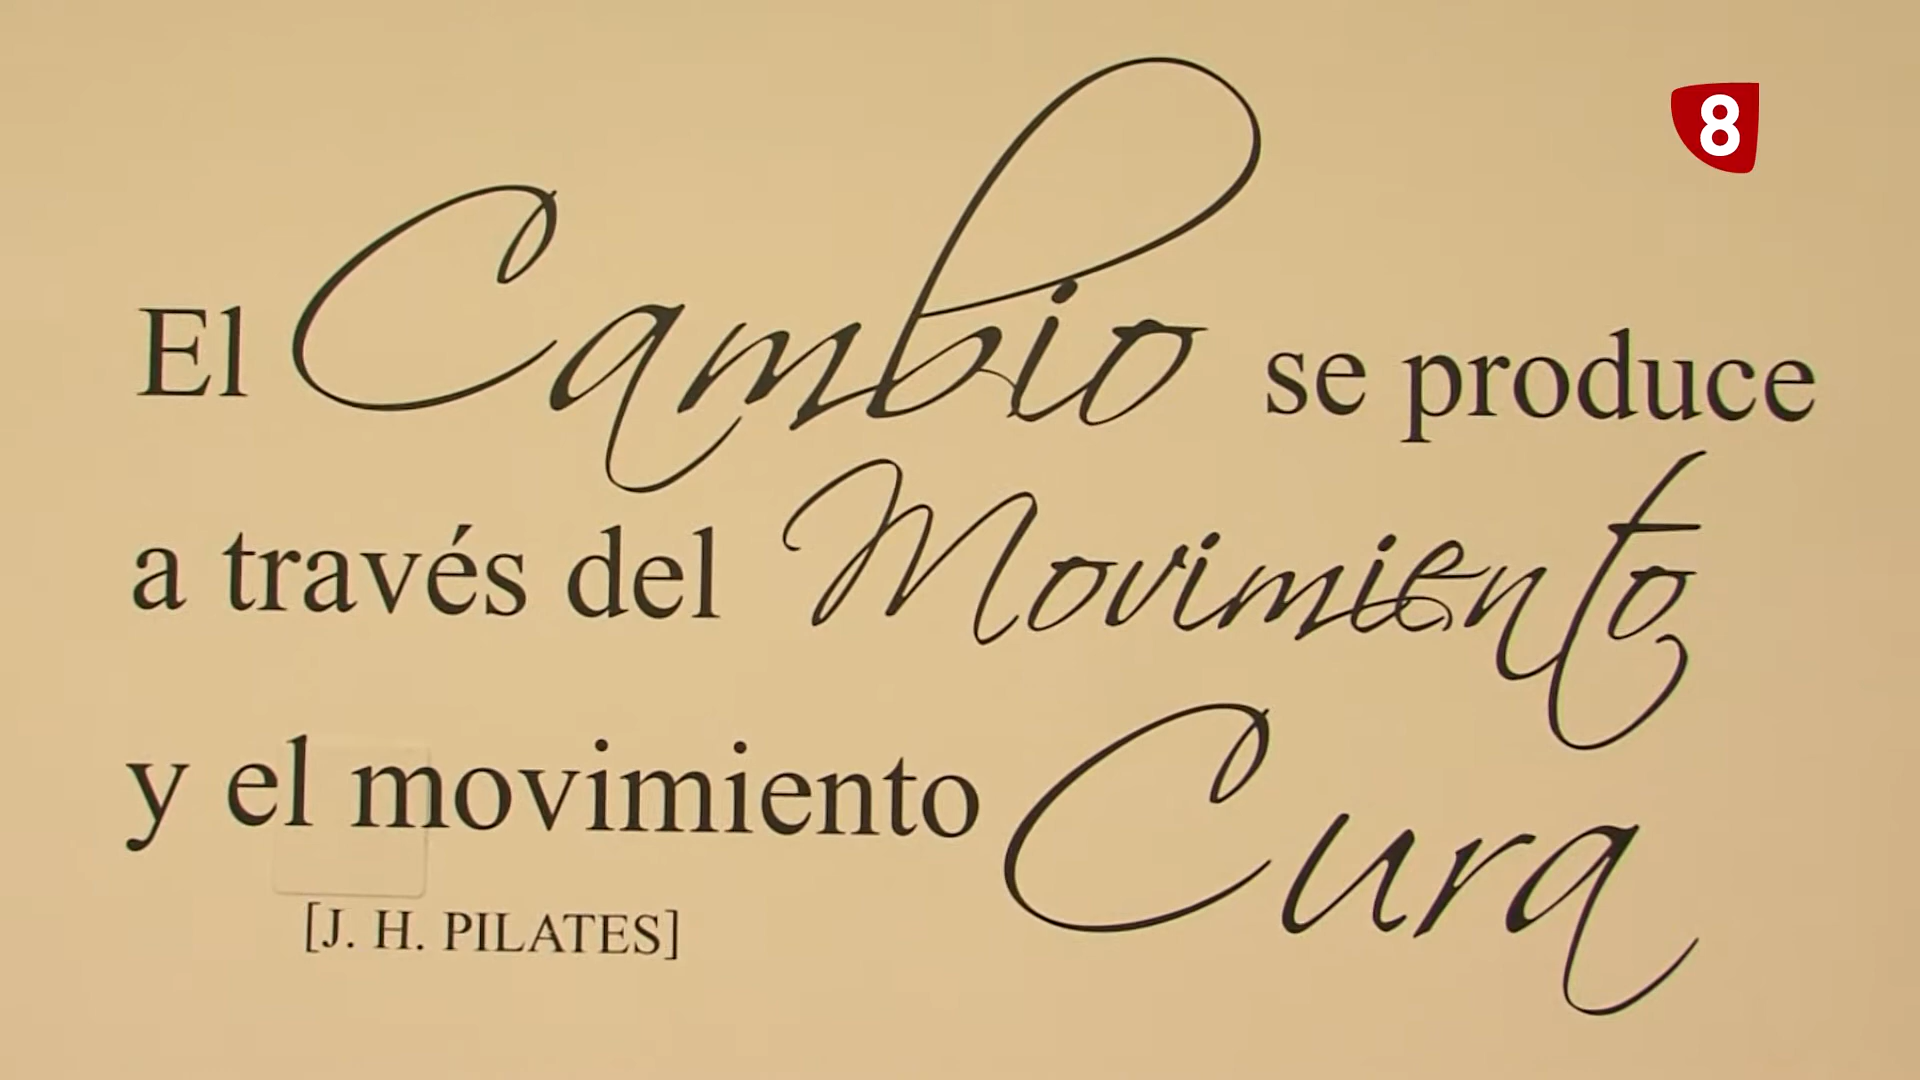 8
El Cambio se produce
a través del Movimiento
y el movimiento Cura
[J. H. PILATES]